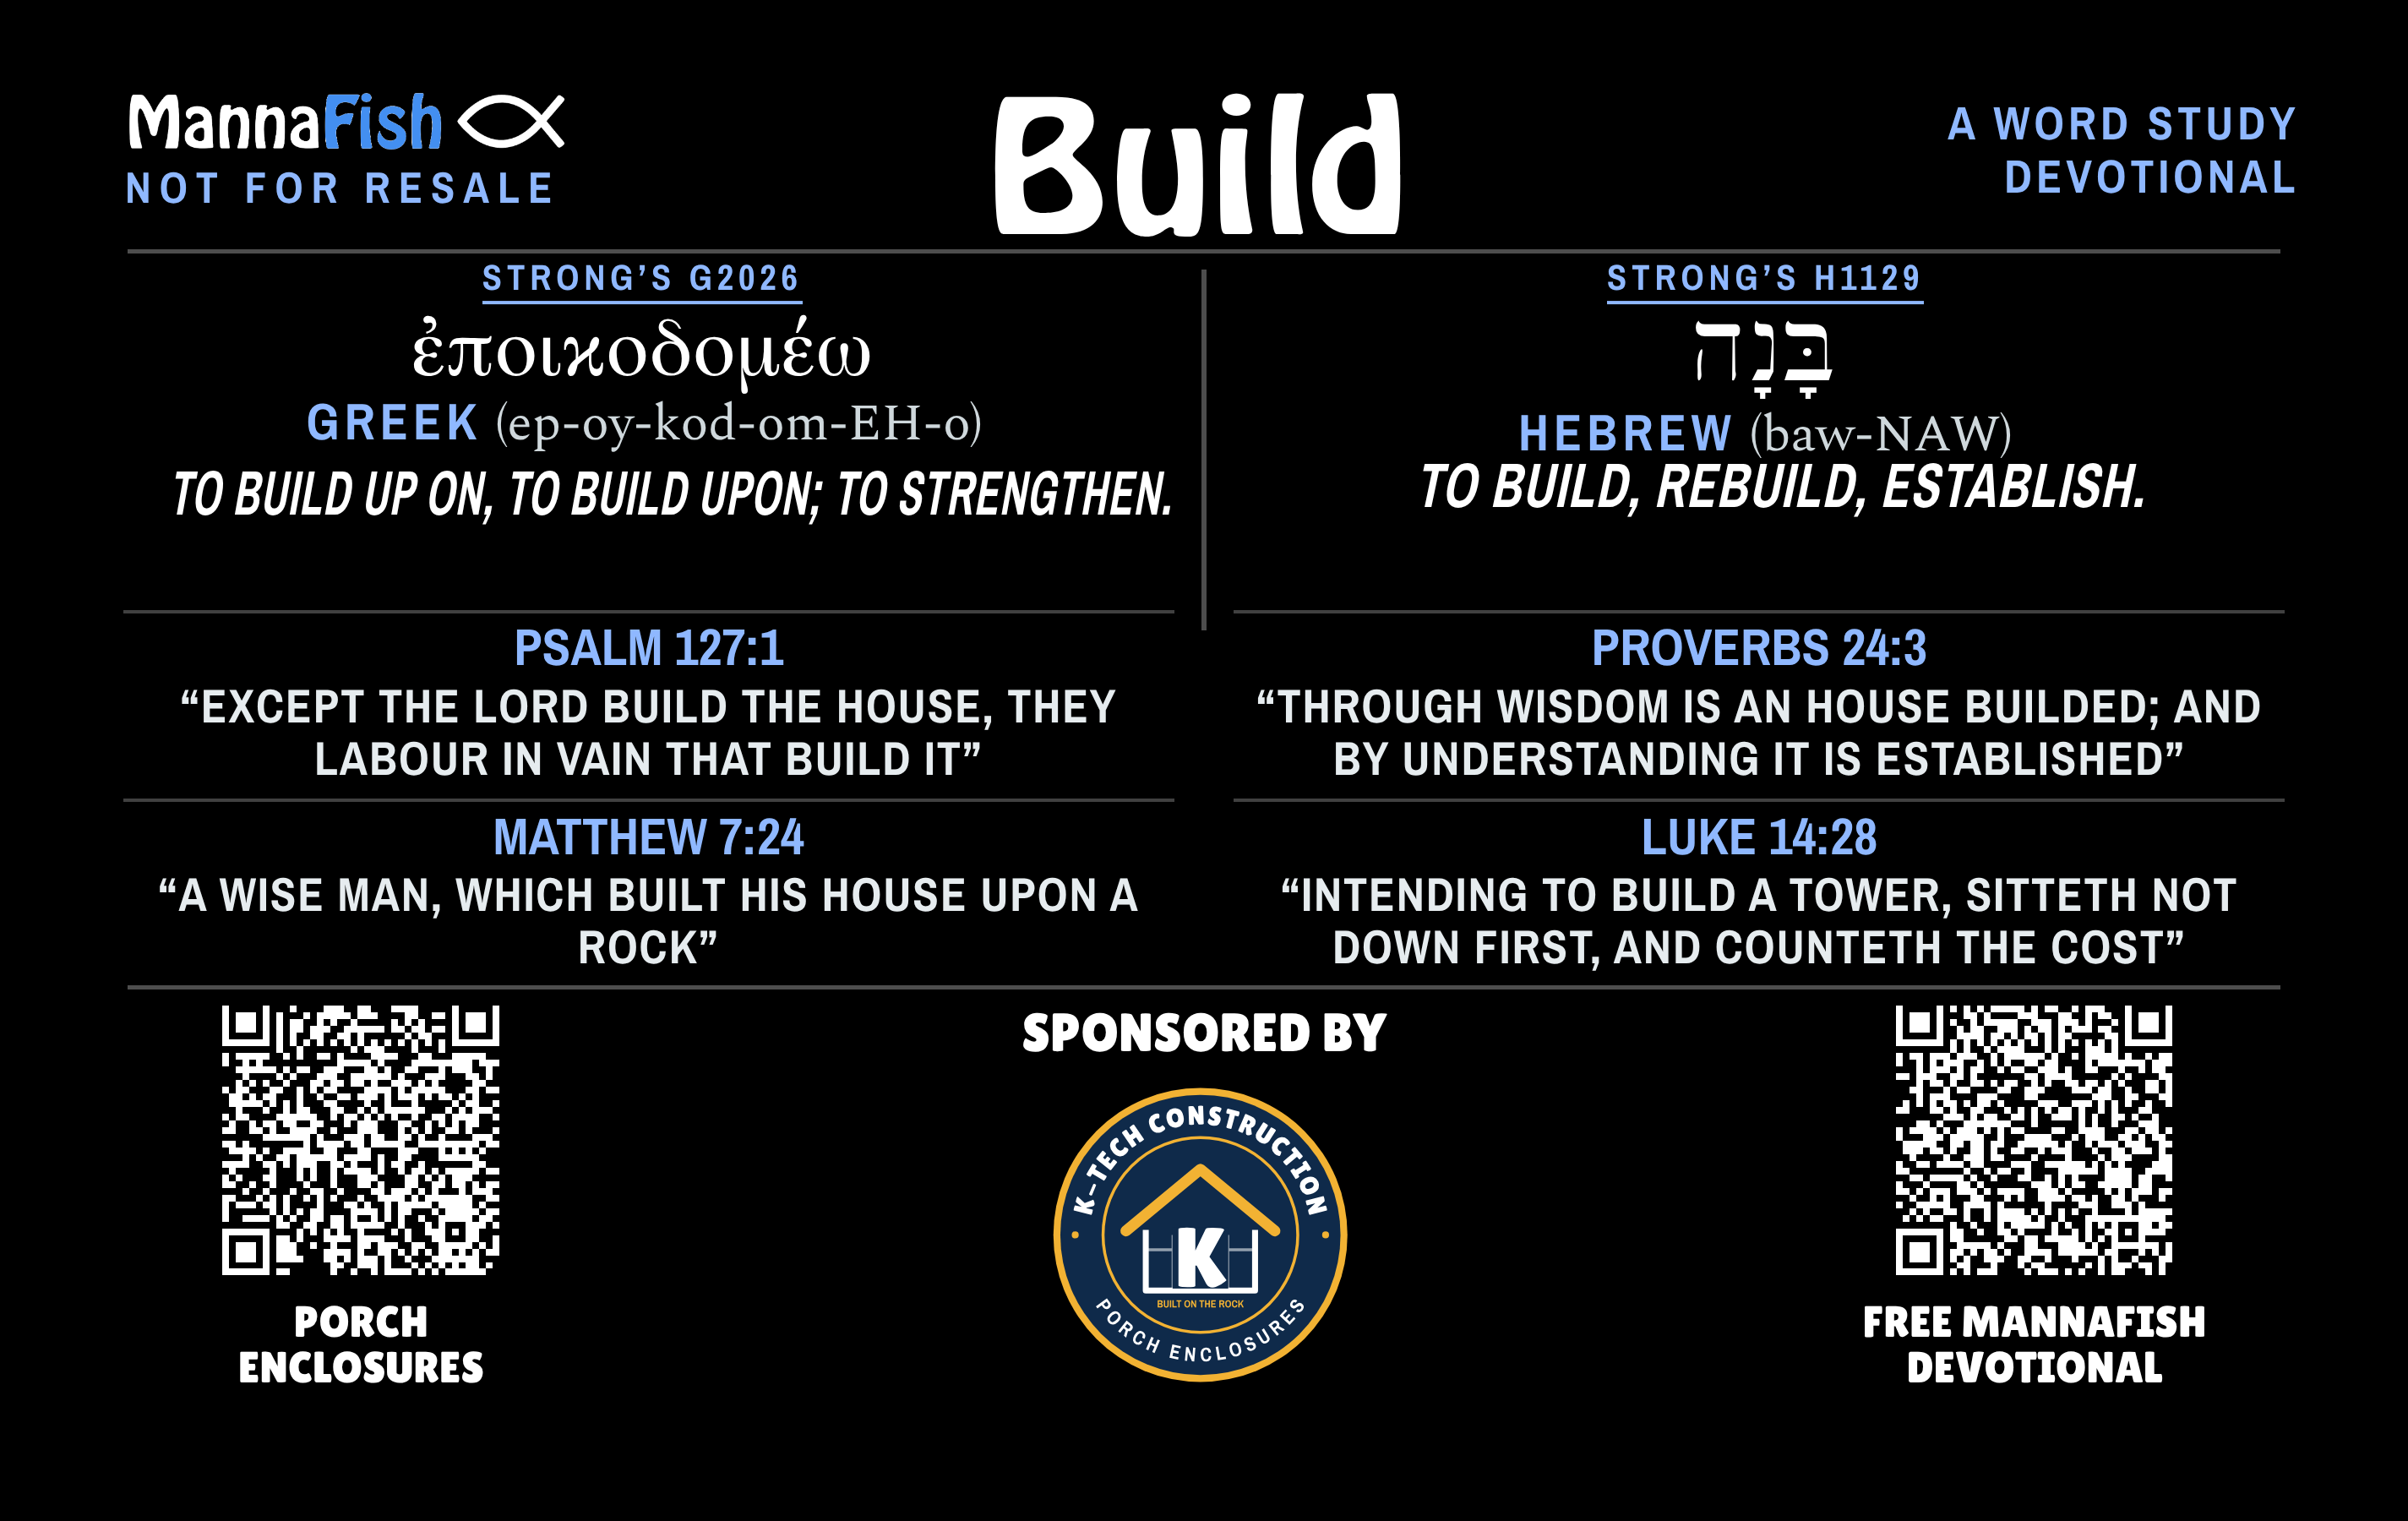 MannaFish
NOT FOR RESALE
Build
A WORD STUDY
DEVOTIONAL
STRONG’S G2026
ἐποικοδομέω
GREEK (ep-oy-kod-om-EH-o)
TO BUILD UP ON, TO BUILD UPON; TO STRENGTHEN.
STRONG’S H1129
בָּנָה
HEBREW (baw-NAW)
TO BUILD, REBUILD, ESTABLISH.
PSALM 127:1
“EXCEPT THE LORD BUILD THE HOUSE, THEY
LABOUR IN VAIN THAT BUILD IT”
PROVERBS 24:3
“THROUGH WISDOM IS AN HOUSE BUILDED; AND
BY UNDERSTANDING IT IS ESTABLISHED”
MATTHEW 7:24
“A WISE MAN, WHICH BUILT HIS HOUSE UPON A
ROCK”
LUKE 14:28
“INTENDING TO BUILD A TOWER, SITTETH NOT
DOWN FIRST, AND COUNTETH THE COST”
PORCH
ENCLOSURES
SPONSORED BY
K-TECH CONSTRUCTION
K
BUILT ON THE ROCK
PORCH ENCLOSURES
FREE MANNAFISH
DEVOTIONAL